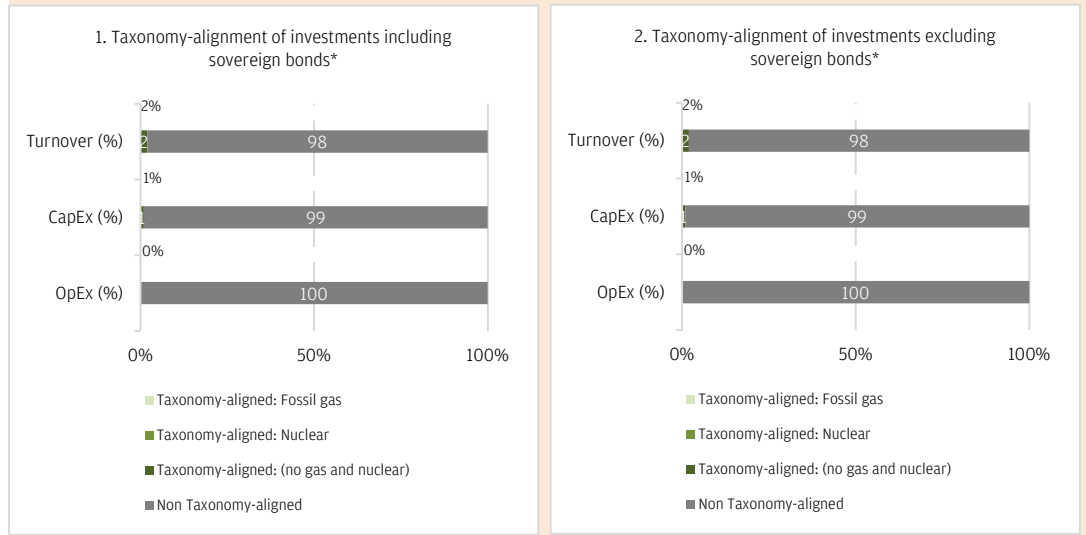 1. Taxonomy-alignment of investments including
sovereign bonds*
2%
Turnover (%)
2
98
1%
CapEx (%)
1
99
0%
OpEx (%)
100
0%
50%
100%
Taxonomy-aligned: Fossil gas
Taxonomy-aligned: Nuclear
Taxonomy-aligned: (no gas and nuclear)
Non Taxonomy-aligned
2. Taxonomy-alignment of investments excluding
sovereign bonds*
2%
Turnover (%)
2
98
1%
CapEx (%)
1
99
0%
OpEx (%)
100
0%
50%
100%
Taxonomy-aligned: Fossil gas
Taxonomy-aligned: Nuclear
Taxonomy-aligned: (no gas and nuclear)
Non Taxonomy-aligned